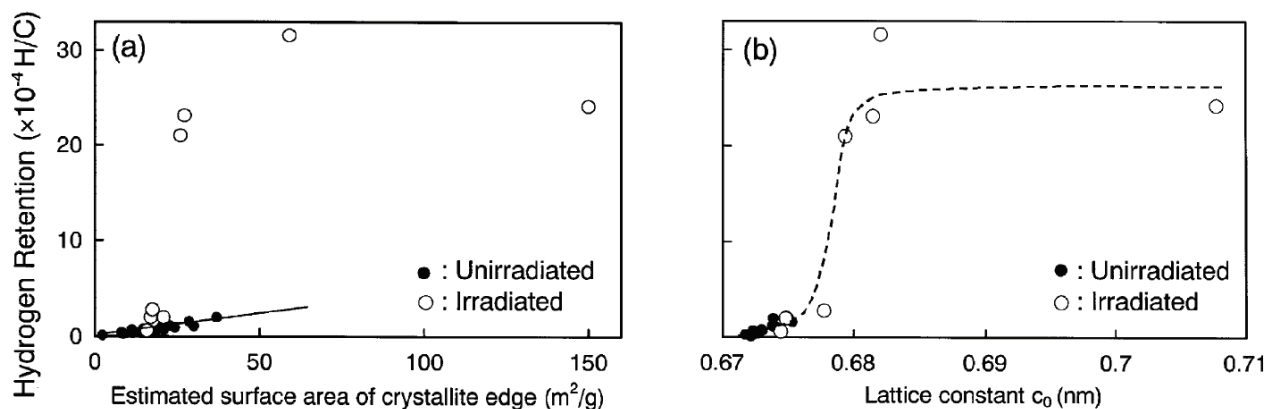 Hydrogen Retention (×10⁻⁴ H/C)
(a)
30
20
10
0
● : Unirradiated
○ : Irradiated
0 50 100 150
Estimated surface area of crystallite edge (m²/g)
(b)
● : Unirradiated
○ : Irradiated
0.67 0.68 0.69 0.7 0.71
Lattice constant c₀ (nm)